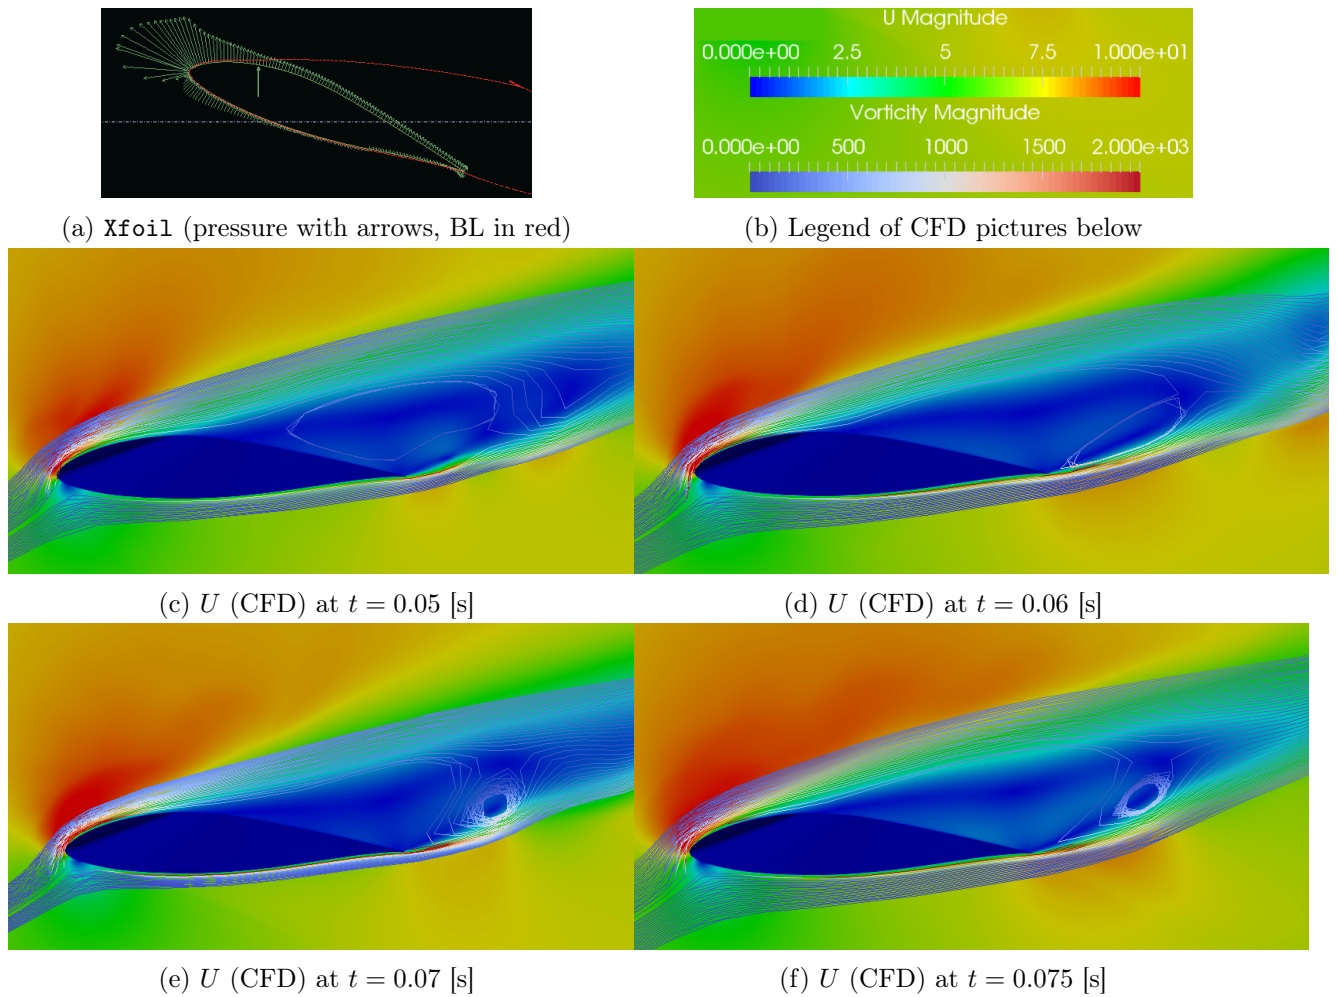 U Magnitude
0.000e+00 2.5 5 7.5 1.000e+01
Vorticity Magnitude
0.000e+00 500 1000 1500 2.000e+03
(a) Xfoil (pressure with arrows, BL in red)
(b) Legend of CFD pictures below
(c) U (CFD) at t = 0.05 [s]
(d) U (CFD) at t = 0.06 [s]
(e) U (CFD) at t = 0.07 [s]
(f) U (CFD) at t = 0.075 [s]